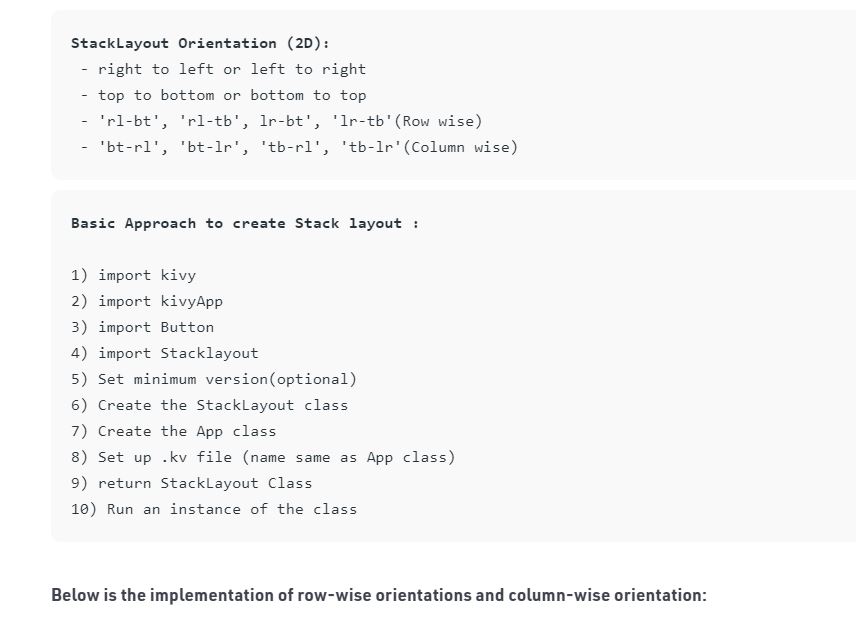 StackLayout Orientation (2D):
- right to left or left to right
- top to bottom or bottom to top
- 'rl-bt', 'rl-tb', lr-bt', 'lr-tb'(Row wise)
- 'bt-rl', 'bt-lr', 'tb-rl', 'tb-lr'(Column wise)
Basic Approach to create Stack layout :
1) import kivy
2) import kivyApp
3) import Button
4) import Stacklayout
5) Set minimum version(optional)
6) Create the StackLayout class
7) Create the App class
8) Set up .kv file (name same as App class)
9) return StackLayout Class
10) Run an instance of the class
Below is the implementation of row-wise orientations and column-wise orientation: